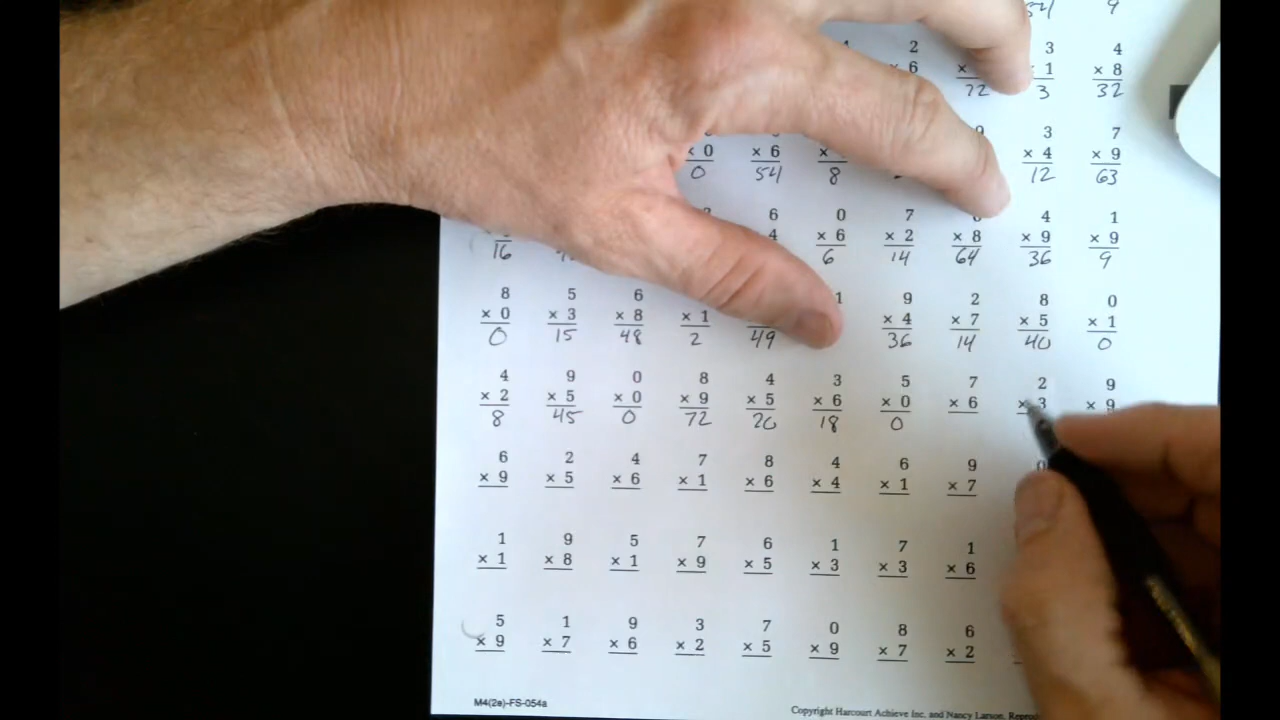 54 9
2 3 4
× 6 × 1 × 8
72 3 32
9 3 7
× 0 × 6 × 4 × 9
0 54 8 12 63
6 0 7 4 1
4 × 6 × 2 × 8 × 9 × 9
16 6 14 64 36 9
8 5 6 1 9 2 8 0
× 0 × 3 × 8 × 1 × 4 × 7 × 5 × 1
0 15 48 2 49 36 14 40 0
4 9 0 8 4 3 5 7 2 9
× 2 × 5 × 0 × 9 × 5 × 6 × 0 × 6 × 3 × 9
8 45 0 72 20 18 0
6 2 4 7 8 4 6 9 0
× 9 × 5 × 6 × 1 × 6 × 4 × 1 × 7
1 9 5 7 6 1 7 1
× 1 × 8 × 1 × 9 × 5 × 3 × 3 × 6
5 1 9 3 7 0 8 6
× 9 × 7 × 6 × 2 × 5 × 9 × 7 × 2
M4(2e)-FS-054a
Copyright Harcourt Achieve Inc. and Nancy Larson.